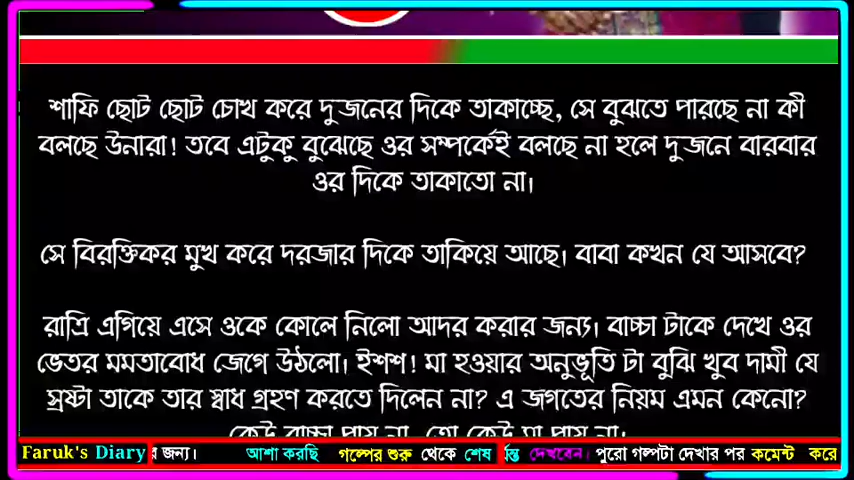 শাফি ছোট ছোট চোখ করে দু'জনের দিকে তাকাচ্ছে, সে বুঝতে পারছে না কী
বলছে উনারা! তবে এটুকু বুঝেছে ওর সম্পর্কেই বলছে না হলে দু'জনে বারবার
ওর দিকে তাকাতো না।
সে বিরক্তিকর মুখ করে দরজার দিকে তাকিয়ে আছে। বাবা কখন যে আসবে?
রাত্রি এগিয়ে এসে ওকে কোলে নিলো আদর করার জন্য। বাচ্চা টাকে দেখে ওর
ভেতর মমতাবোধ জেগে উঠলো। ইশশ! মা হওয়ার অনুভূতি টা বুঝি খুব দামী যে
স্রষ্টা তাকে তার স্বাধ গ্রহণ করতে দিলেন না? এ জগতের নিয়ম এমন কেনো?
কেউ বাচ্চা পায় না, তো কেউ মা পায় না।
Faruk's Diary র জন্য। আশা করছি গল্পের শুরু থেকে শেষ দেখবেন। পুরো গল্পটা দেখার পর কমেন্ট করে